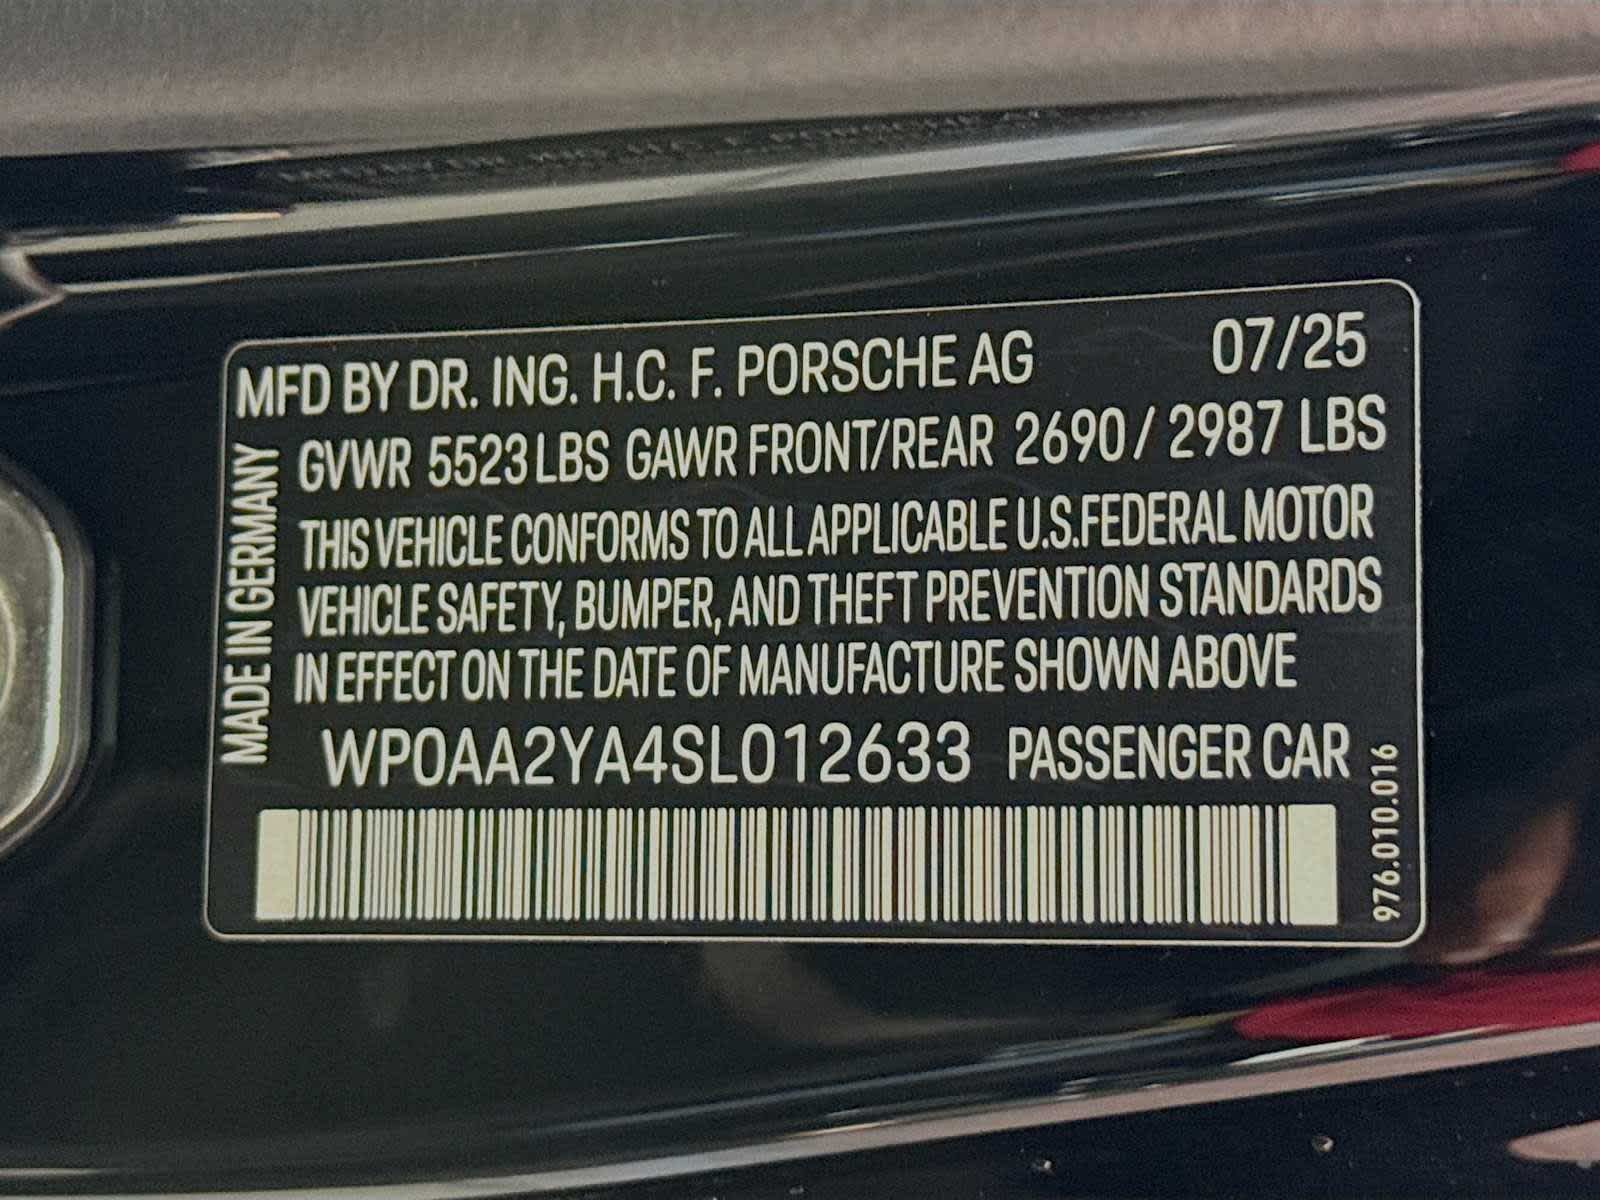 MFD BY DR. ING. H.C. F. PORSCHE AG 07/25
GVWR 5523 LBS GAWR FRONT/REAR 2690 / 2987 LBS
THIS VEHICLE CONFORMS TO ALL APPLICABLE U.S.FEDERAL MOTOR
VEHICLE SAFETY, BUMPER, AND THEFT PREVENTION STANDARDS
IN EFFECT ON THE DATE OF MANUFACTURE SHOWN ABOVE
WP0AA2YA4SL012633 PASSENGER CAR
MADE IN GERMANY
976.010.016